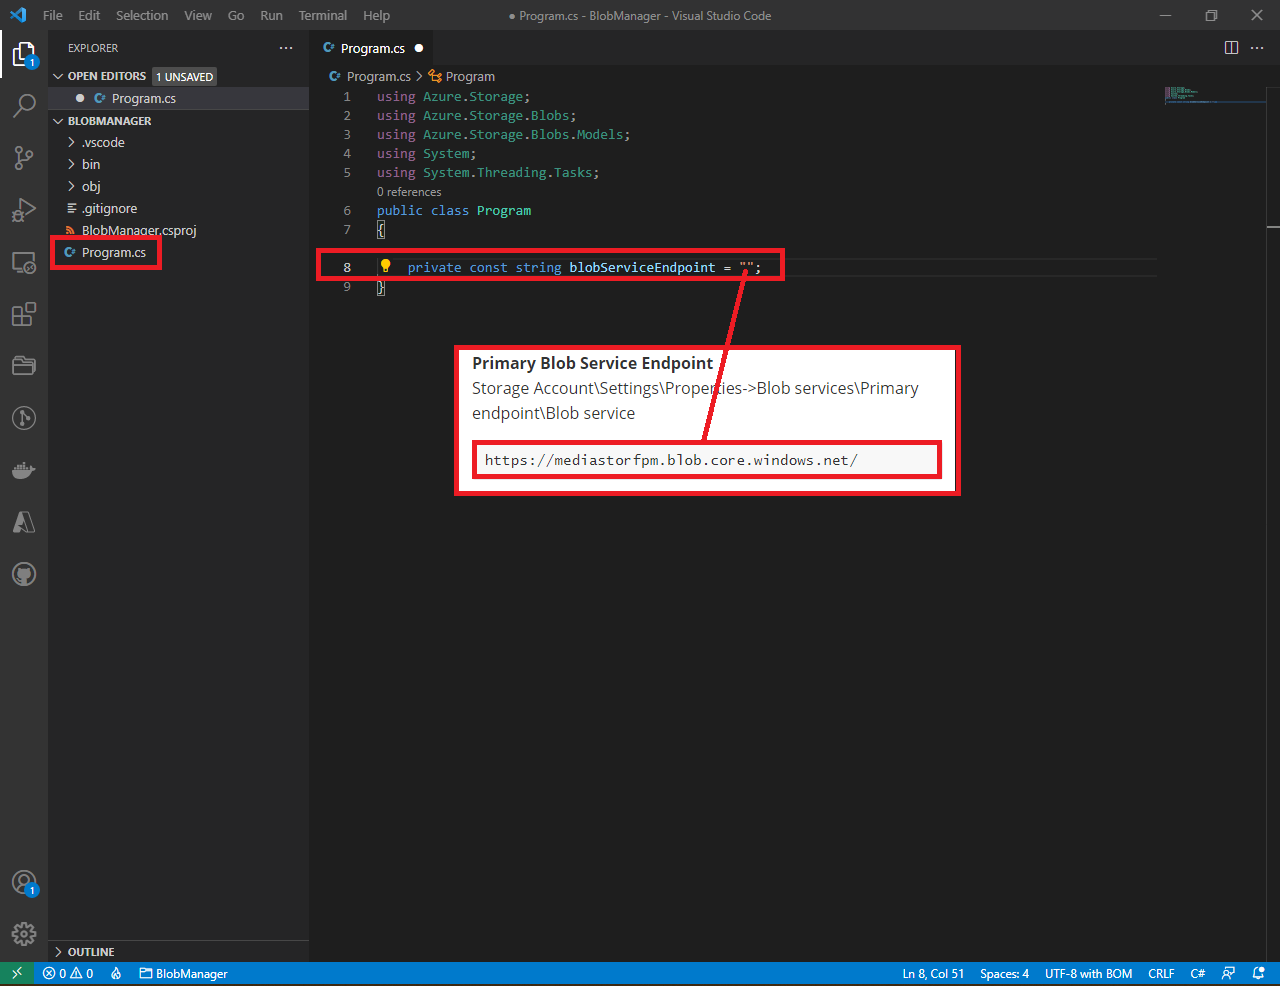 File Edit Selection View Go Run Terminal Help
● Program.cs - BlobManager - Visual Studio Code
EXPLORER
OPEN EDITORS 1 UNSAVED
Program.cs
BLOBMANAGER
.vscode
bin
obj
.gitignore
BlobManager.csproj
Program.cs
OUTLINE
Program.cs
Program.cs > Program
1 using Azure.Storage;
2 using Azure.Storage.Blobs;
3 using Azure.Storage.Blobs.Models;
4 using System;
5 using System.Threading.Tasks;
0 references
6 public class Program
7 {
8 private const string blobServiceEndpoint = "";
9 }
Primary Blob Service Endpoint
Storage Account\Settings\Properties->Blob services\Primary
endpoint\Blob service
https://mediastorfpm.blob.core.windows.net/
1
1
0 0 BlobManager Ln 8, Col 51 Spaces: 4 UTF-8 with BOM CRLF C#